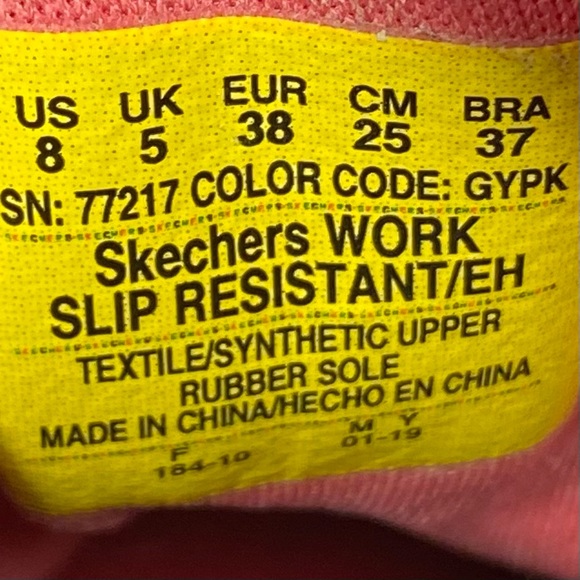 US UK EUR CM BRA
8 5 38 25 37
SN: 77217 COLOR CODE: GYPK
Skechers WORK
SLIP RESISTANT/EH
TEXTILE/SYNTHETIC UPPER
RUBBER SOLE
MADE IN CHINA/HECHO EN CHINA
F M Y
184-10 01-19